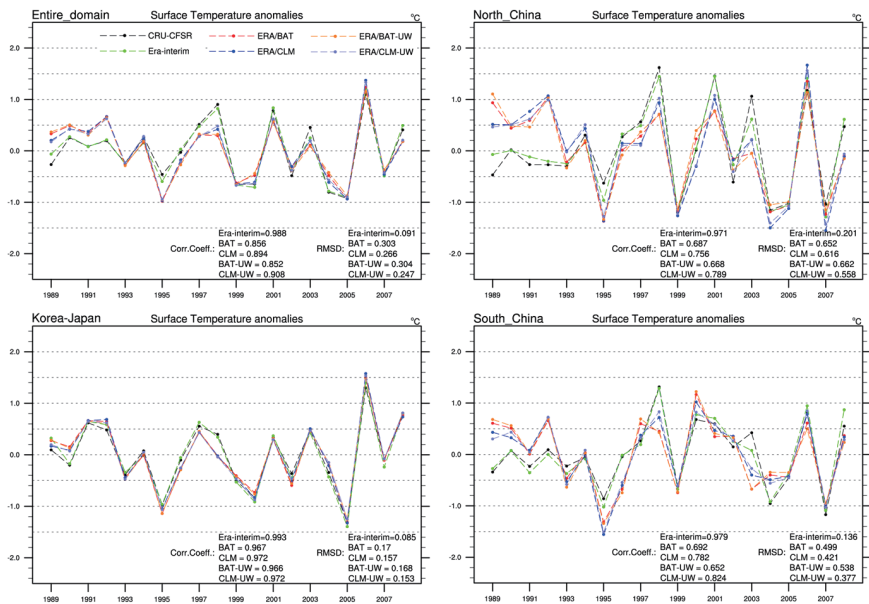 Entire_domain Surface Temperature anomalies °C
CRU-CFSR ERA/BAT ERA/BAT-UW
Era-interim ERA/CLM ERA/CLM-UW
2.0
1.0
0.0
-1.0
-2.0
Corr.Coeff.: Era-interim=0.988
BAT = 0.856
CLM = 0.894
BAT-UW = 0.852
CLM-UW = 0.908
RMSD: Era-interim=0.091
BAT = 0.303
CLM = 0.266
BAT-UW = 0.304
CLM-UW = 0.247
1989 1991 1993 1995 1997 1999 2001 2003 2005 2007
North_China Surface Temperature anomalies °C
2.0
1.0
0.0
-1.0
-2.0
Corr.Coeff.: Era-interim=0.971
BAT = 0.687
CLM = 0.756
BAT-UW = 0.668
CLM-UW = 0.789
RMSD: Era-interim=0.201
BAT = 0.652
CLM = 0.616
BAT-UW = 0.662
CLM-UW = 0.558
1989 1991 1993 1995 1997 1999 2001 2003 2005 2007
Korea-Japan Surface Temperature anomalies °C
2.0
1.0
0.0
-1.0
-2.0
Corr.Coeff.: Era-interim=0.993
BAT = 0.967
CLM = 0.972
BAT-UW = 0.966
CLM-UW = 0.972
RMSD: Era-interim=0.085
BAT = 0.17
CLM = 0.157
BAT-UW = 0.168
CLM-UW = 0.153
1989 1991 1993 1995 1997 1999 2001 2003 2005 2007
South_China Surface Temperature anomalies °C
2.0
1.0
0.0
-1.0
-2.0
Corr.Coeff.: Era-interim=0.979
BAT = 0.692
CLM = 0.782
BAT-UW = 0.652
CLM-UW = 0.824
RMSD: Era-interim=0.136
BAT = 0.499
CLM = 0.421
BAT-UW = 0.538
CLM-UW = 0.377
1989 1991 1993 1995 1997 1999 2001 2003 2005 2007